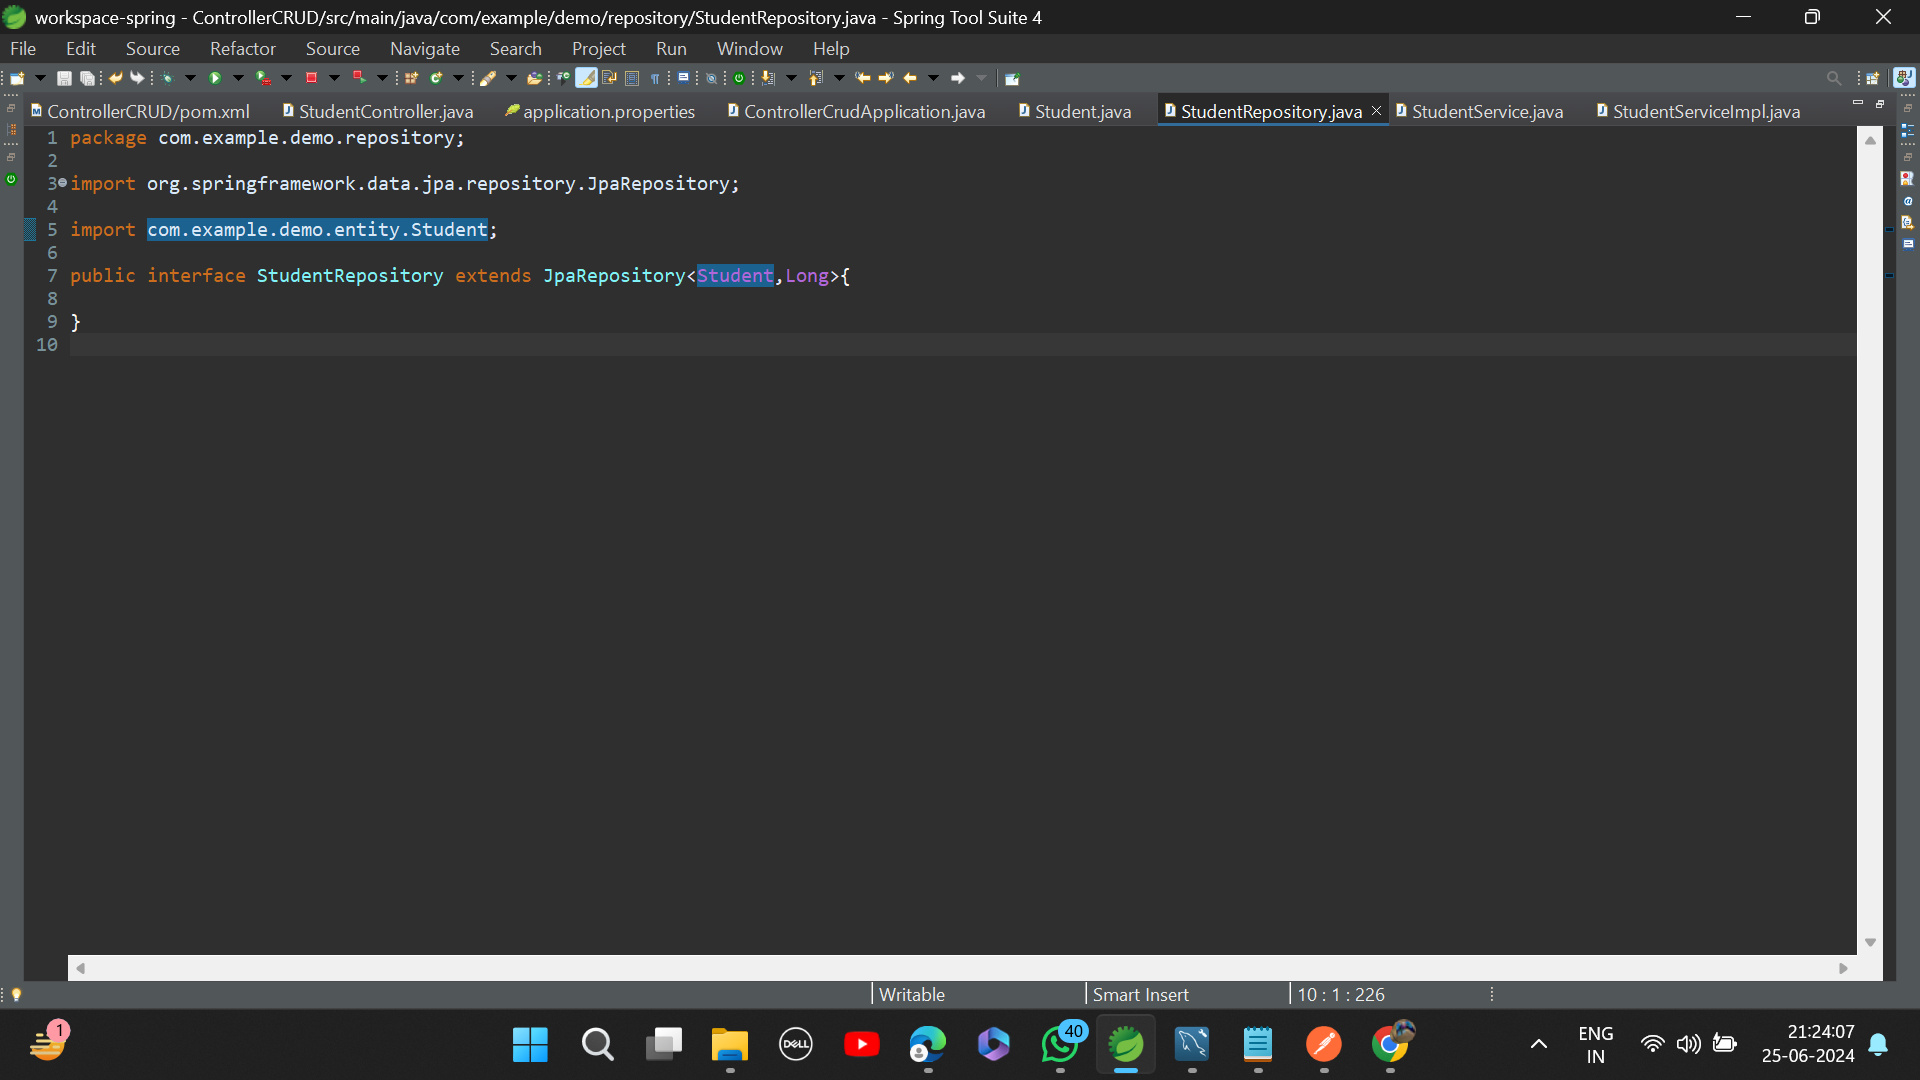 workspace-spring - ControllerCRUD/src/main/java/com/example/demo/repository/StudentRepository.java - Spring Tool Suite 4
File Edit Source Refactor Source Navigate Search Project Run Window Help
ControllerCRUD/pom.xml StudentController.java application.properties ControllerCrudApplication.java Student.java StudentRepository.java StudentService.java StudentServiceImpl.java
1 package com.example.demo.repository;
2
3 import org.springframework.data.jpa.repository.JpaRepository;
4
5 import com.example.demo.entity.Student;
6
7 public interface StudentRepository extends JpaRepository<Student,Long>{
8
9 }
10
Writable Smart Insert 10 : 1 : 226
1 DELL 40 ENG 21:24:07
IN 25-06-2024